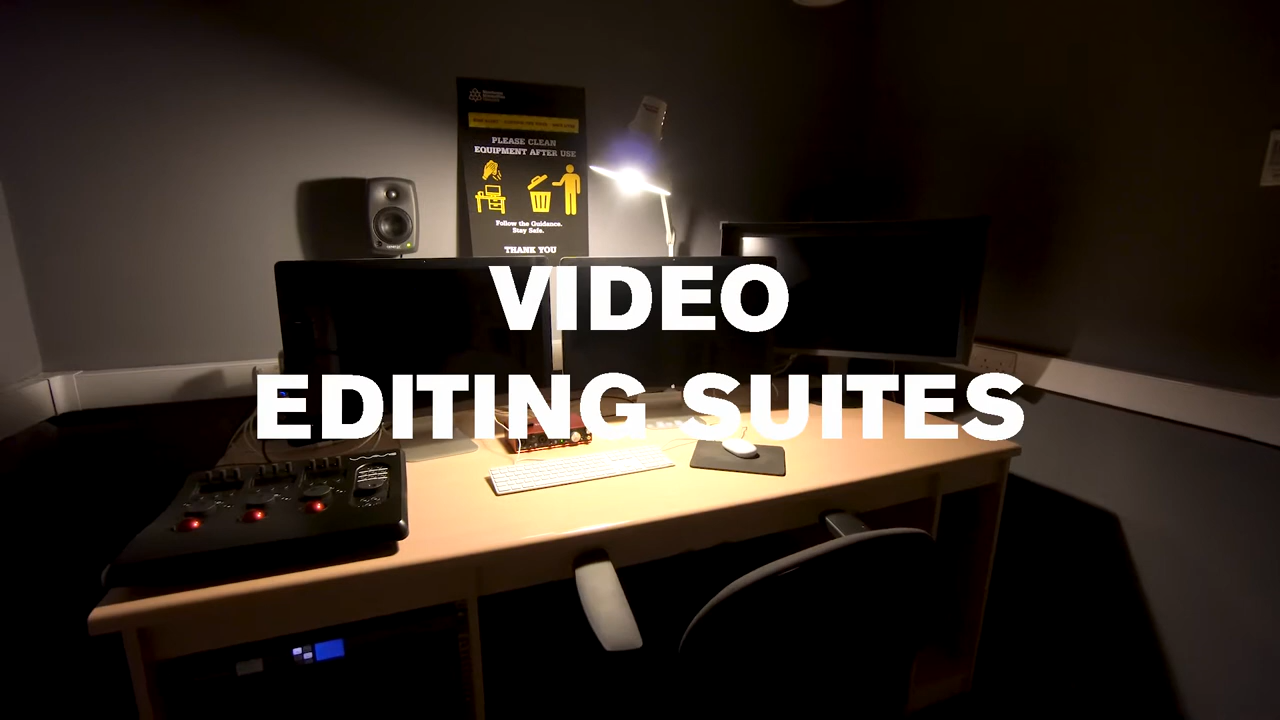 PLEASE CLEAN
EQUIPMENT AFTER USE
Follow the Guidance.
Stay Safe.
THANK YOU
VIDEO
EDITING SUITES